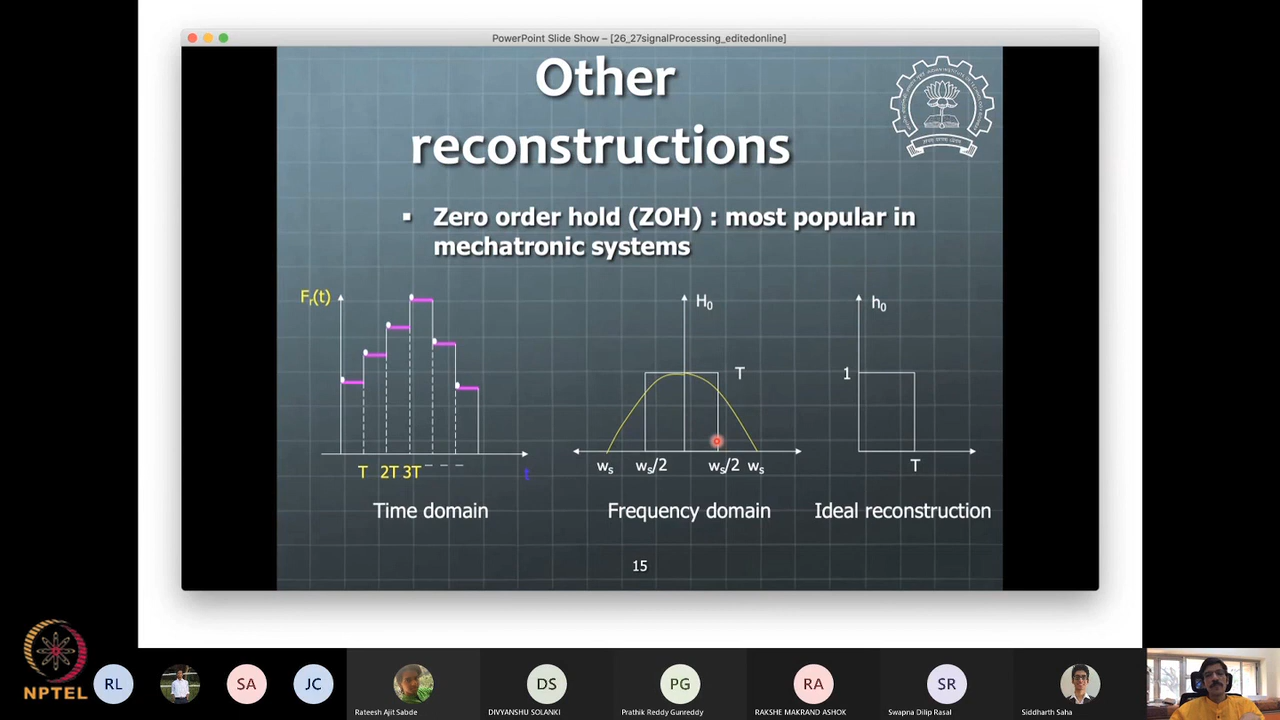 PowerPoint Slide Show – [26_27signalProcessing_editedonline]
Other
reconstructions
▪ Zero order hold (ZOH) : most popular in
mechatronic systems
Fr(t)
T 2T 3T
t
Time domain
H0
T
ws ws/2 ws/2 ws
Frequency domain
h0
1
T
Ideal reconstruction
15
NPTEL
RL
SA
JC
Rateesh Ajit Sabde
DS
DIVYANSHU SOLANKI
PG
Prathik Reddy Gunreddy
RA
RAKSHE MAKRAND ASHOK
SR
Swapna Dilip Rasal
Siddharth Saha